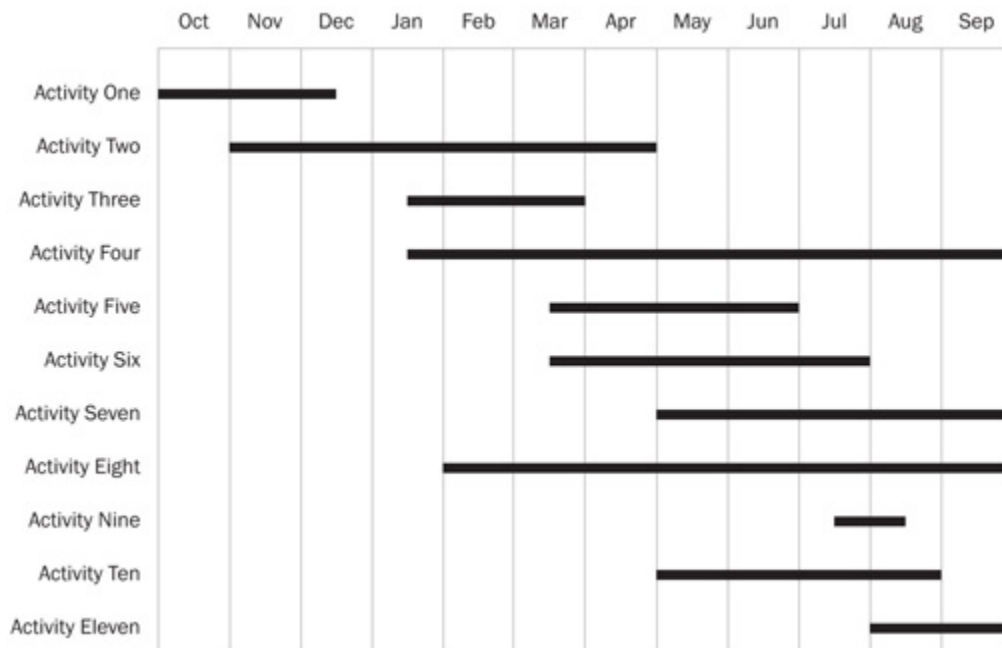 Oct Nov Dec Jan Feb Mar Apr May Jun Jul Aug Sep
Activity One
Activity Two
Activity Three
Activity Four
Activity Five
Activity Six
Activity Seven
Activity Eight
Activity Nine
Activity Ten
Activity Eleven